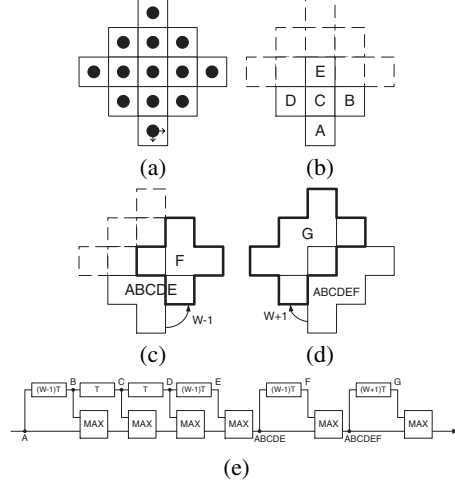 (a)
(b)
E
D C B
A
(c)
(d)
F
ABCDE
W-1
G
ABCDEF
W+1
B C D E F G
(W-1)T T T (W-1)T (W-1)T (W+1)T
MAX MAX MAX MAX MAX MAX
A ABCDE ABCDEF
(e)